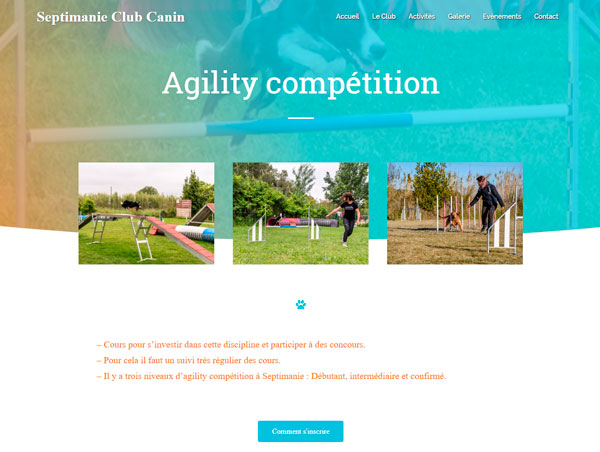 Septimanie Club Canin
Accueil Le Club Activités Galerie Evénements Contact
Agility compétition
– Cours pour s’investir dans cette discipline et participer à des concours.
– Pour cela il faut un suivi très régulier des cours.
– Il y a trois niveaux d’agility compétition à Septimanie : Débutant, intermédiaire et confirmé.
Comment s'inscrire